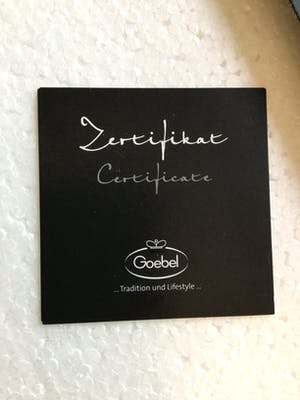 Zertifikat
Certificate
Goebel
... Tradition und Lifestyle ...